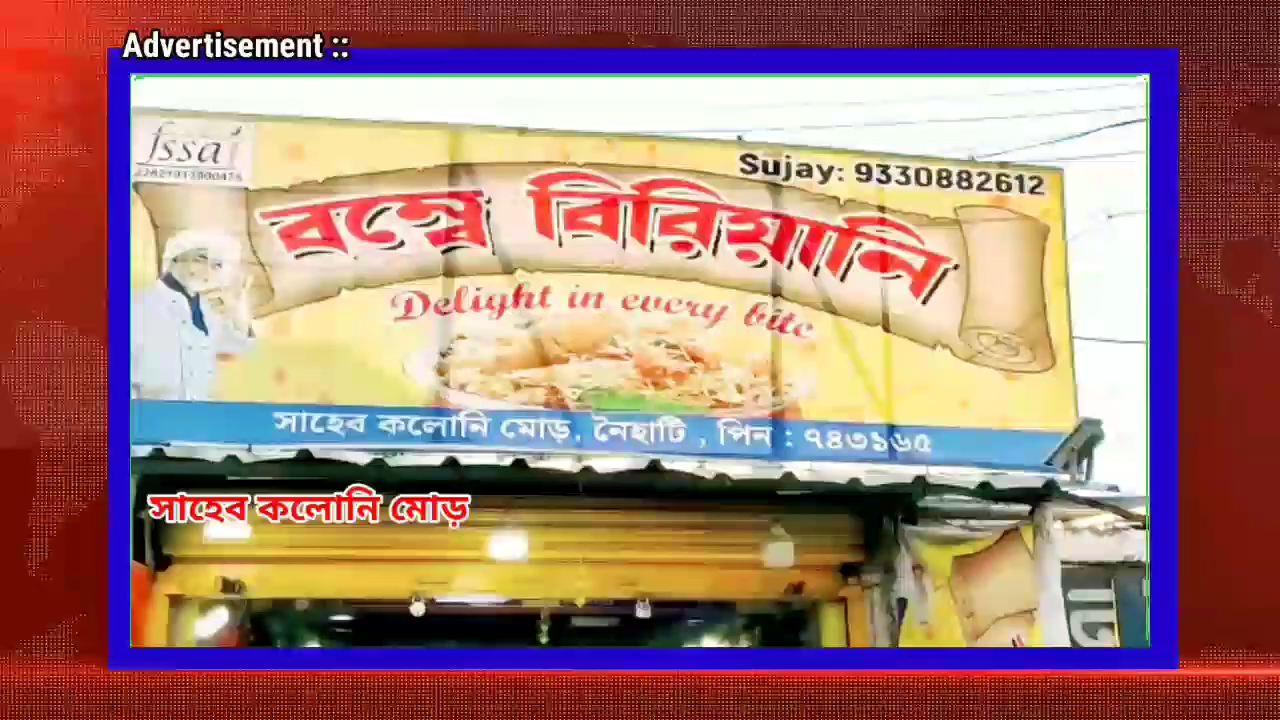 Advertisement ::
fssai
Sujay: 9330882612
বম্বে বিরিয়ানি
Delight in every bite
সাহেব কলোনি মোড়, নৈহাটি , পিন : ৭৪৩১৬৫
সাহেব কলোনি মোড়